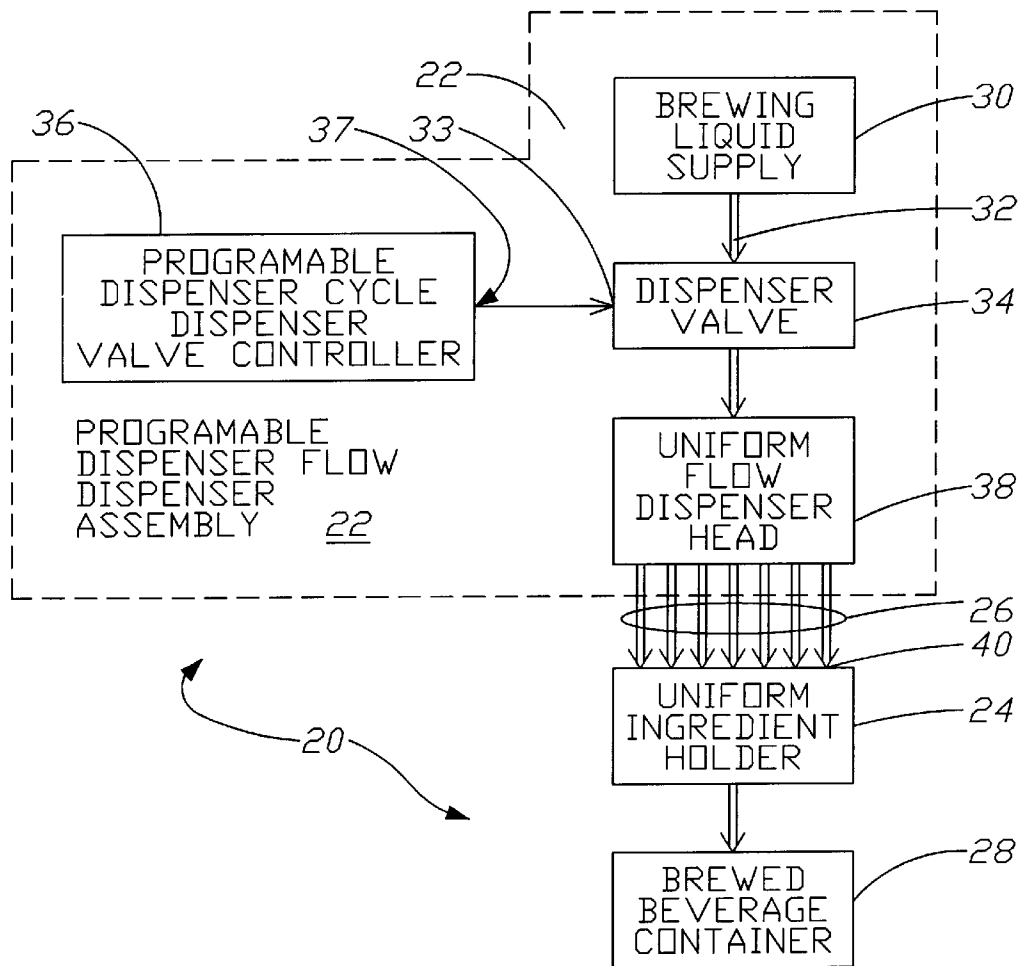 22
BREWING
LIQUID
SUPPLY
30
36
37
33
32
PROGRAMABLE
DISPENSER CYCLE
DISPENSER
VALVE CONTROLLER
DISPENSER
VALVE
34
PROGRAMABLE
DISPENSER FLOW
DISPENSER
ASSEMBLY 22
UNIFORM
FLOW
DISPENSER
HEAD
38
26
40
UNIFORM
INGREDIENT
HOLDER
24
20
BREWED
BEVERAGE
CONTAINER
28